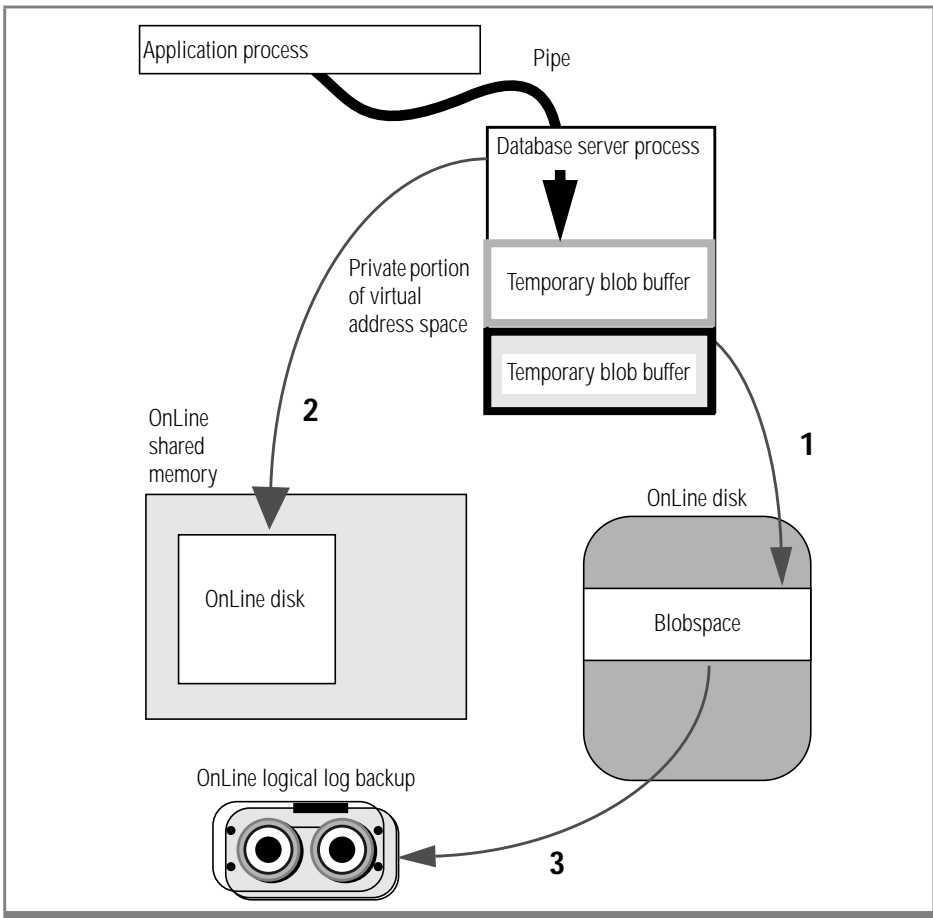 Application process
Pipe
Database server process
Private portion
of virtual
address space
Temporary blob buffer
Temporary blob buffer
2
1
OnLine
shared
memory
OnLine disk
OnLine disk
Blobspace
OnLine logical log backup
3